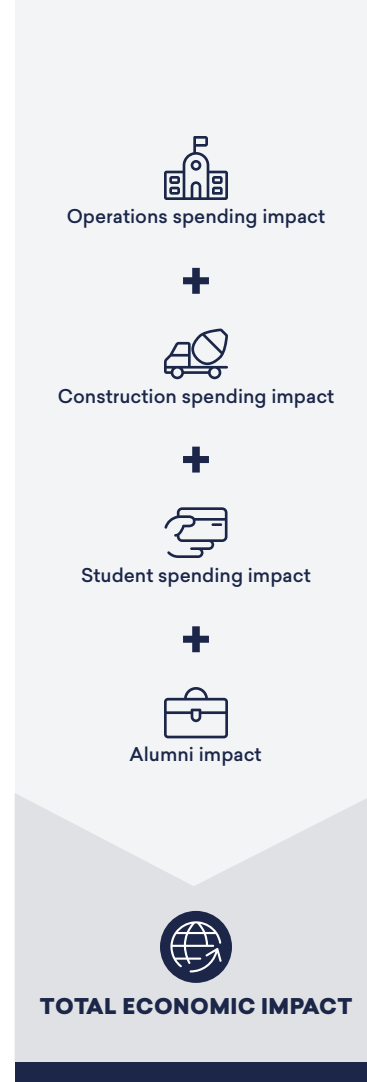 Operations spending impact
+
Construction spending impact
+
Student spending impact
+
Alumni impact
TOTAL ECONOMIC IMPACT